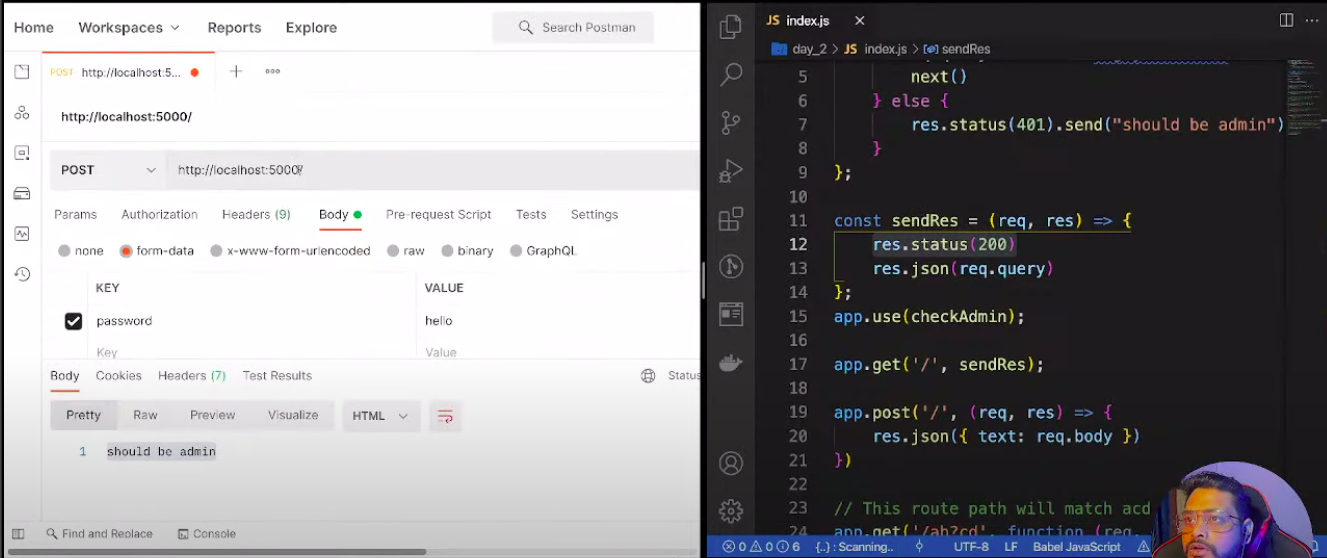 Home Workspaces Reports Explore Search Postman
POST http://localhost:5... + ooo
http://localhost:5000/
POST http://localhost:5000/
Params Authorization Headers (9) Body Pre-request Script Tests Settings
none form-data x-www-form-urlencoded raw binary GraphQL
KEY VALUE
password hello
Key Value
Body Cookies Headers (7) Test Results Status
Pretty Raw Preview Visualize HTML
1 should be admin
Find and Replace Console
JS index.js
day_2 > JS index.js > sendRes
5 next()
6 } else {
7 res.status(401).send("should be admin")
8 }
9 };
10
11 const sendRes = (req, res) => {
12 res.status(200)
13 res.json(req.query)
14 };
15 app.use(checkAdmin);
16
17 app.get('/', sendRes);
18
19 app.post('/', (req, res) => {
20 res.json({ text: req.body })
21 })
22
23 // This route path will match acd
24 app.get('/ab?cd', function (req,
0 0 6 {..} : Scanning.. UTF-8 LF Babel JavaScript